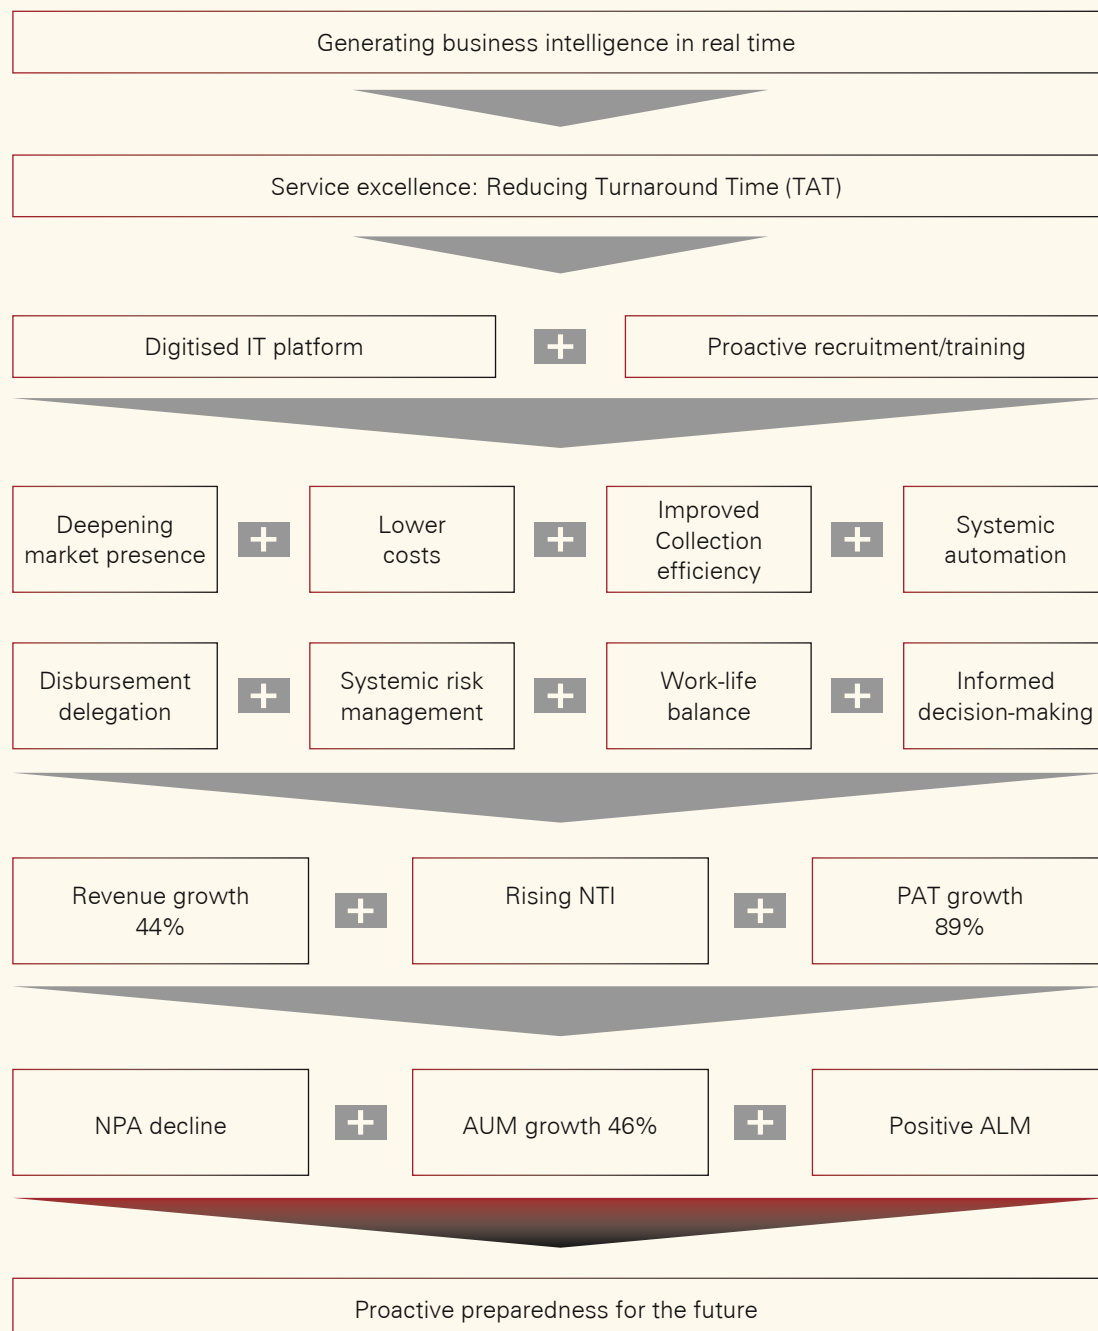 Generating business intelligence in real time
Service excellence: Reducing Turnaround Time (TAT)
Digitised IT platform
Proactive recruitment/training
Deepening
market presence
Lower
costs
Improved
Collection
efficiency
Systemic
automation
Disbursement
delegation
Systemic risk
management
Work-life
balance
Informed
decision-making
Revenue growth
44%
Rising NTI
PAT growth
89%
NPA decline
AUM growth 46%
Positive ALM
Proactive preparedness for the future